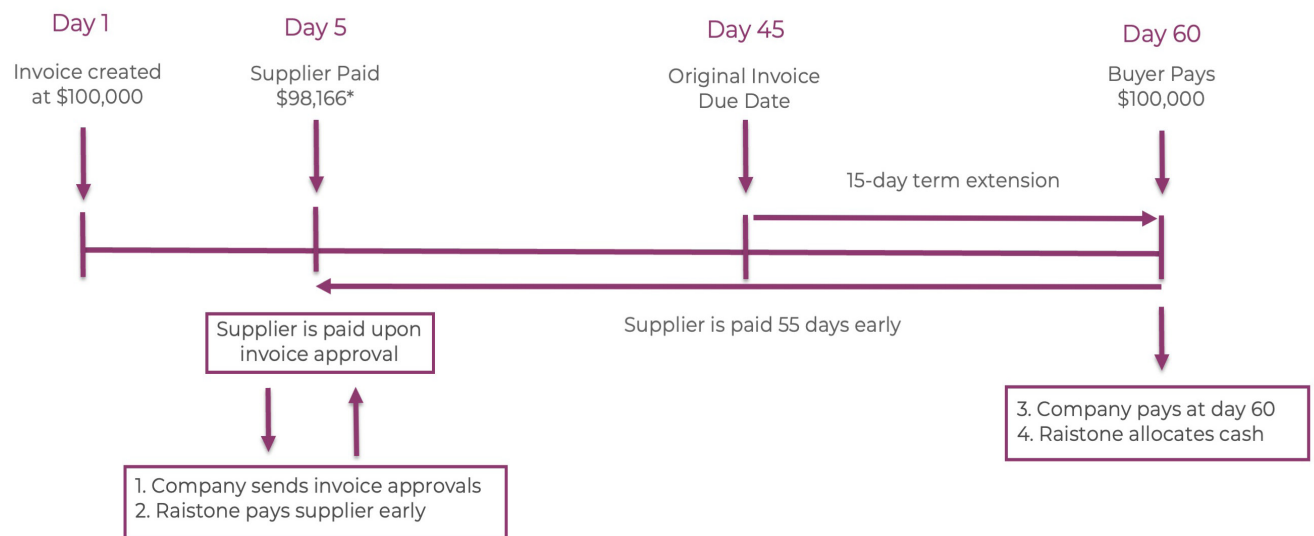 Day 1
Invoice created
at $100,000
Day 5
Supplier Paid
$98,166*
Day 45
Original Invoice
Due Date
Day 60
Buyer Pays
$100,000
15-day term extension
Supplier is paid 55 days early
Supplier is paid upon
invoice approval
1. Company sends invoice approvals
2. Raistone pays supplier early
3. Company pays at day 60
4. Raistone allocates cash